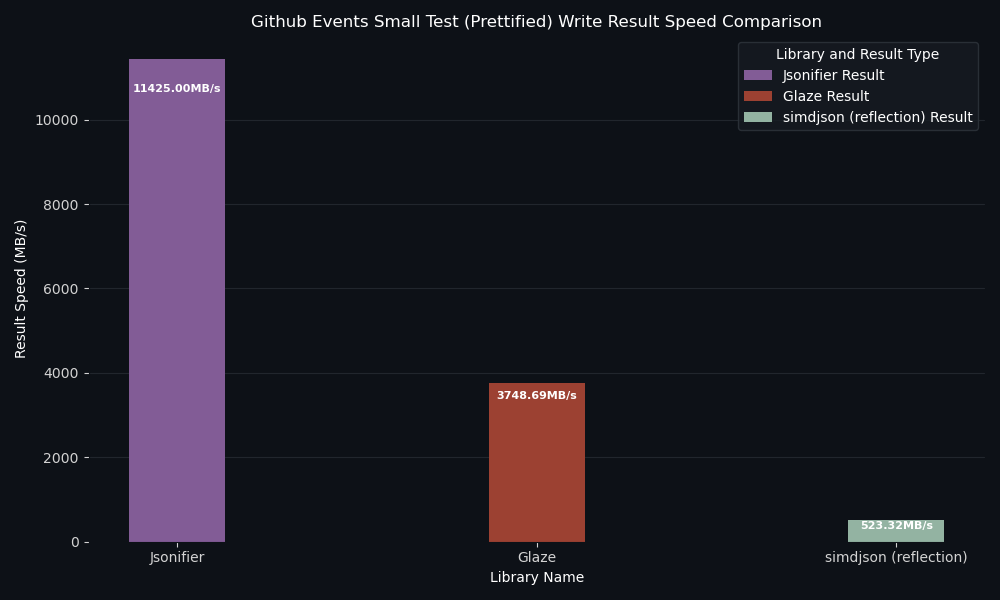 Github Events Small Test (Prettified) Write Result Speed Comparison
Library and Result Type
Jsonifier Result
Glaze Result
simdjson (reflection) Result
11425.00MB/s
3748.69MB/s
523.32MB/s
Result Speed (MB/s)
10000
8000
6000
4000
2000
0
Jsonifier
Glaze
simdjson (reflection)
Library Name